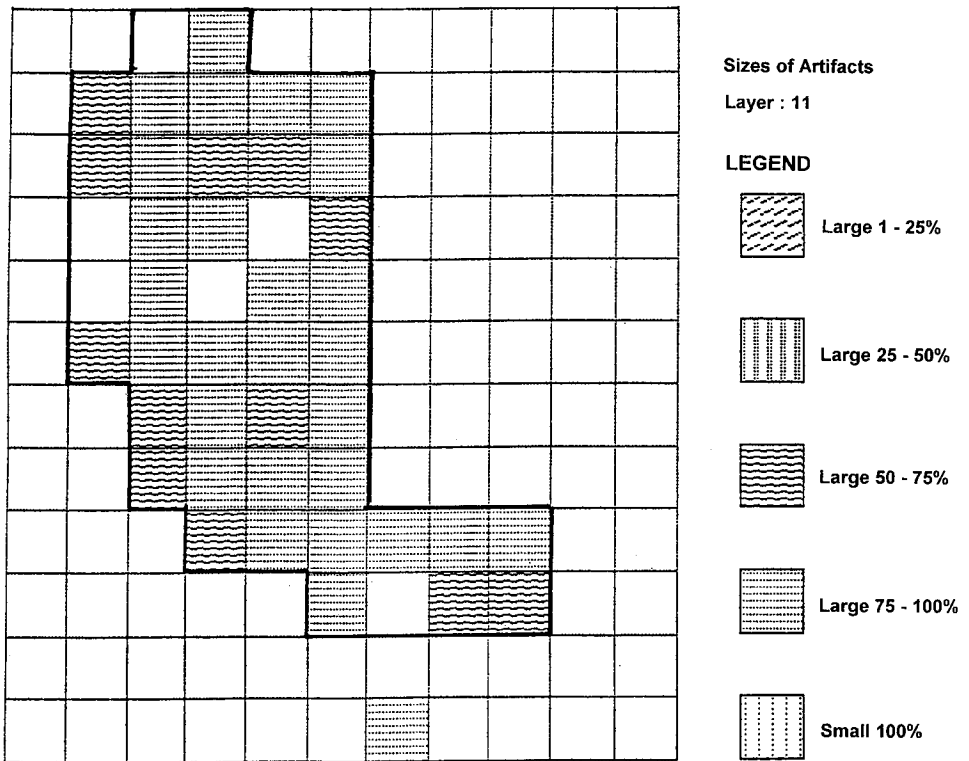 Sizes of Artifacts
Layer : 11
LEGEND
Large 1 - 25%
Large 25 - 50%
Large 50 - 75%
Large 75 - 100%
Small 100%